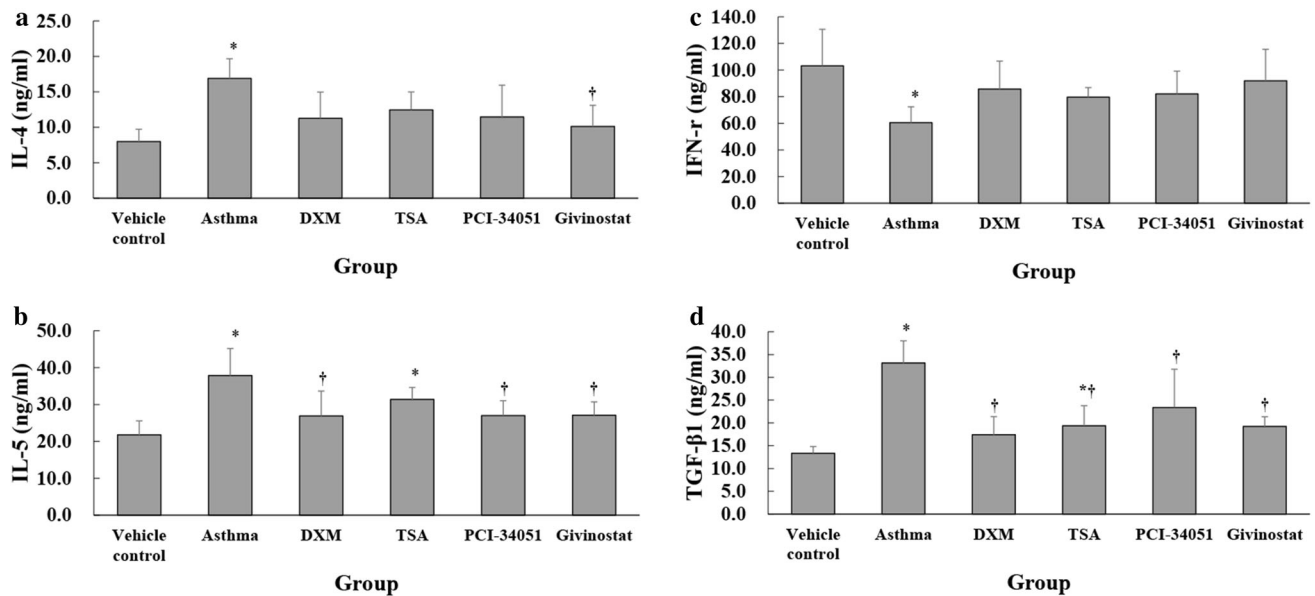 a
IL-4 (ng/ml)
25.0
20.0
15.0
10.0
5.0
0.0
*
†
Vehicle control
Asthma
DXM
TSA
PCI-34051
Givinostat
Group
b
IL-5 (ng/ml)
50.0
40.0
30.0
20.0
10.0
0.0
*
†
*
†
†
Vehicle control
Asthma
DXM
TSA
PCI-34051
Givinostat
Group
c
IFN-r (ng/ml)
140.0
120.0
100.0
80.0
60.0
40.0
20.0
0.0
*
Vehicle
control
Asthma
DXM
TSA
PCI-34051
Givinostat
Group
d
TGF-β1 (ng/ml)
40.0
35.0
30.0
25.0
20.0
15.0
10.0
5.0
0.0
*
†
*†
†
†
Vehicle
control
Asthma
DXM
TSA
PCI-34051
Givinostat
Group